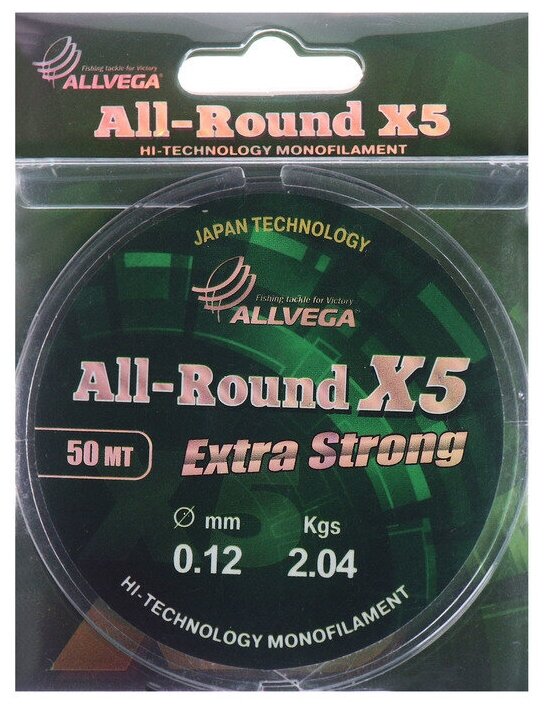 Fishing tackle for Victory
ALLVEGA®
All-Round X5
HI-TECHNOLOGY MONOFILAMENT
JAPAN TECHNOLOGY
Fishing tackle for Victory
ALLVEGA®
All-Round X5
50 MT
Extra Strong
Ø mm
Kgs
0.12
2.04
HI-TECHNOLOGY MONOFILAMENT